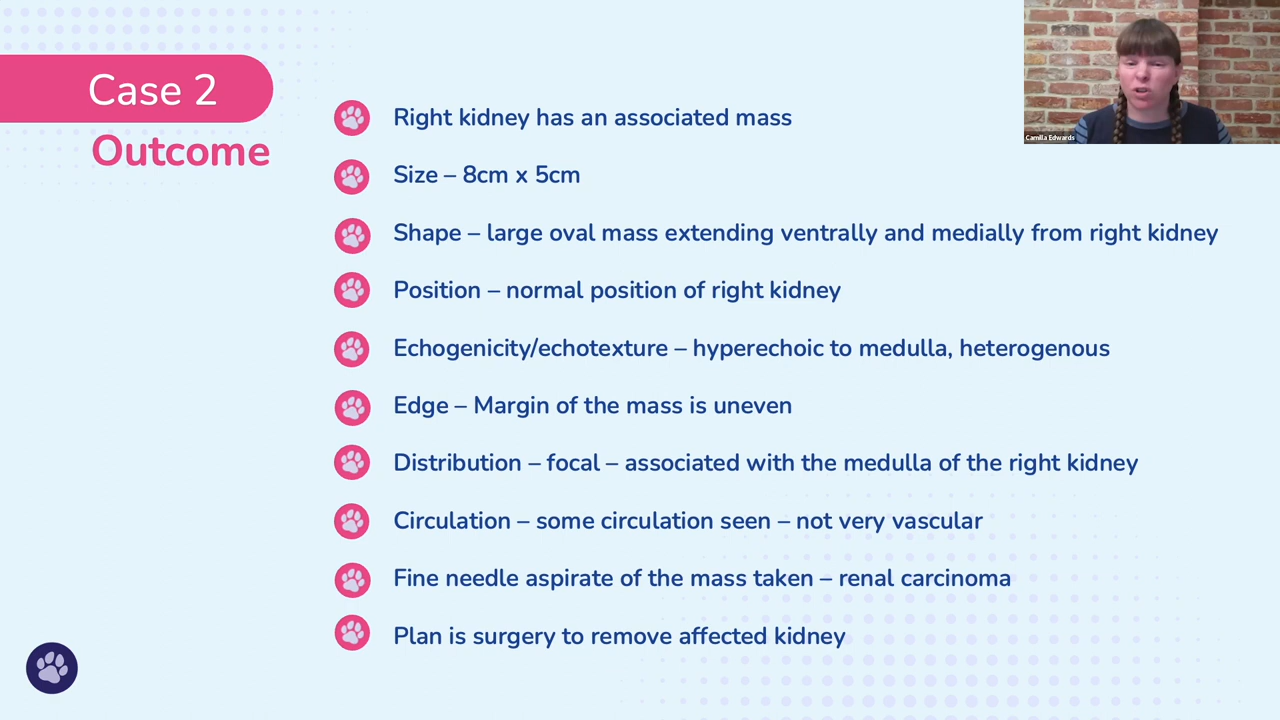 Case 2
Outcome
Right kidney has an associated mass
Size – 8cm x 5cm
Shape – large oval mass extending ventrally and medially from right kidney
Position – normal position of right kidney
Echogenicity/echotexture – hyperechoic to medulla, heterogenous
Edge – Margin of the mass is uneven
Distribution – focal – associated with the medulla of the right kidney
Circulation – some circulation seen – not very vascular
Fine needle aspirate of the mass taken – renal carcinoma
Plan is surgery to remove affected kidney
Camilla Edwards